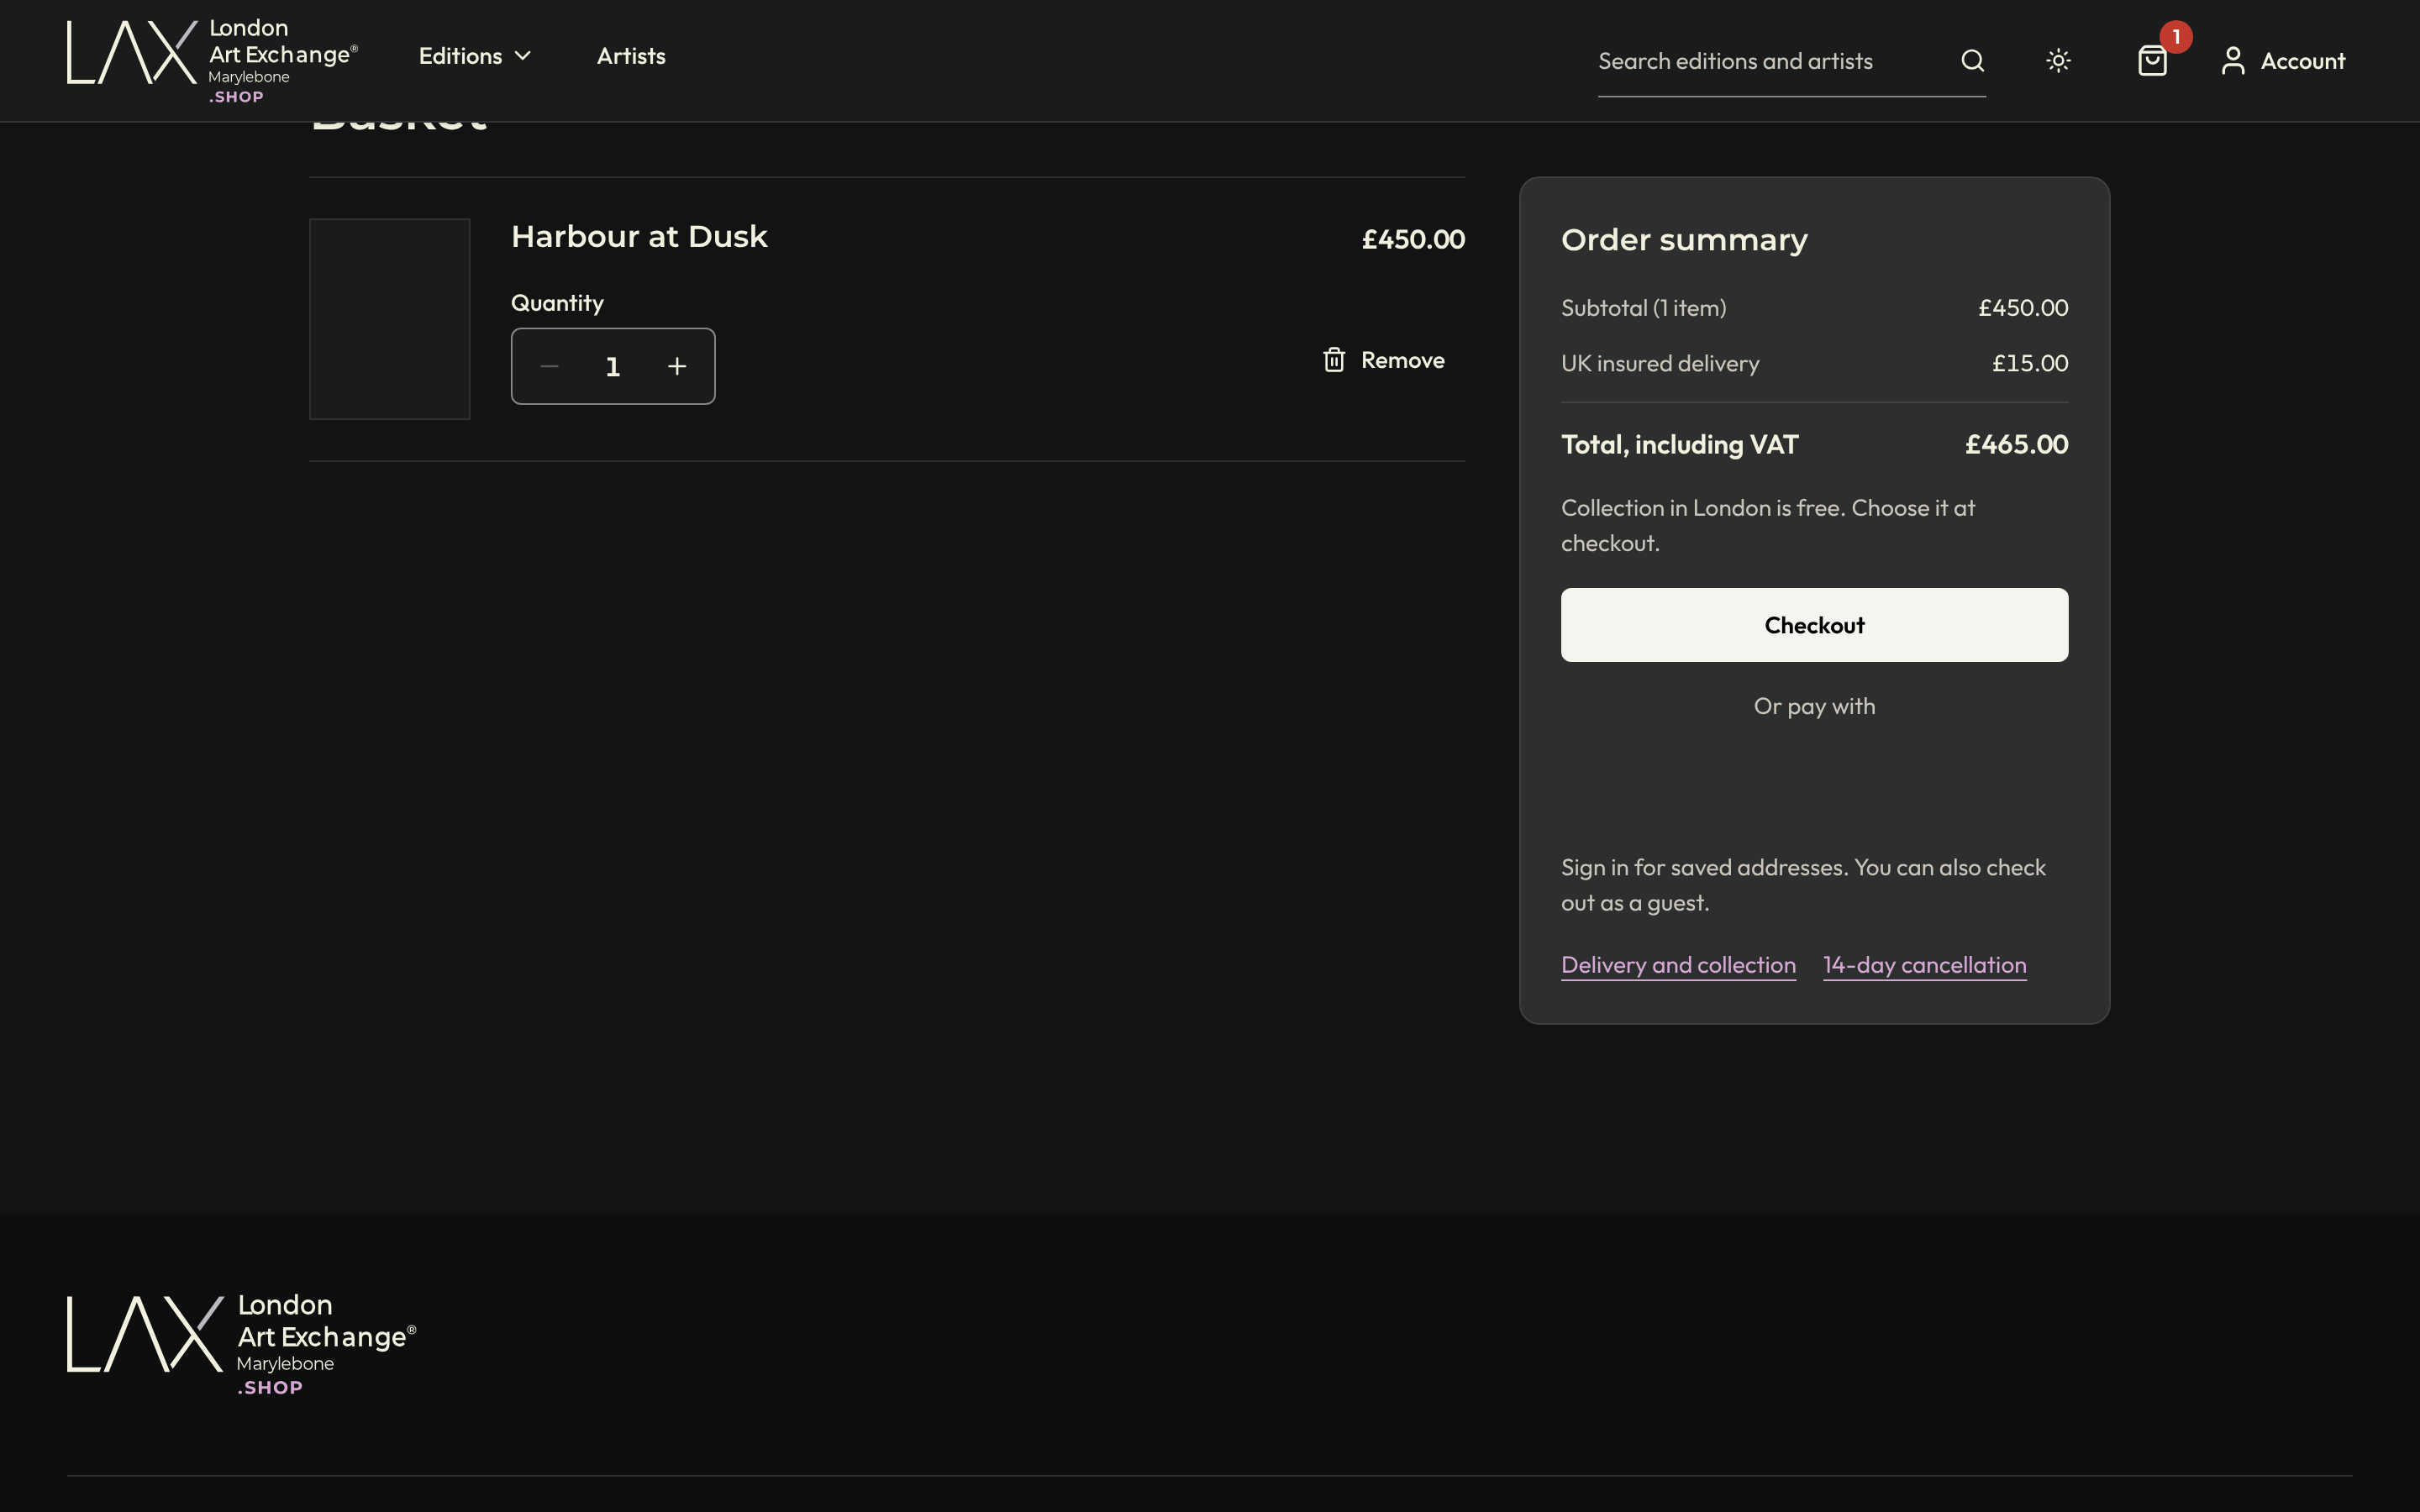 London
Art Exchange®
Marylebone
.SHOP
Editions
Artists
Search editions and artists
1
Account
Basket
Harbour at Dusk
£450.00
Quantity
1
Remove
Order summary
Subtotal (1 item)
£450.00
UK insured delivery
£15.00
Total, including VAT
£465.00
Collection in London is free. Choose it at
checkout.
Checkout
Or pay with
Sign in for saved addresses. You can also check
out as a guest.
Delivery and collection
14-day cancellation
LAX
London
Art Exchange®
Marylebone
.SHOP